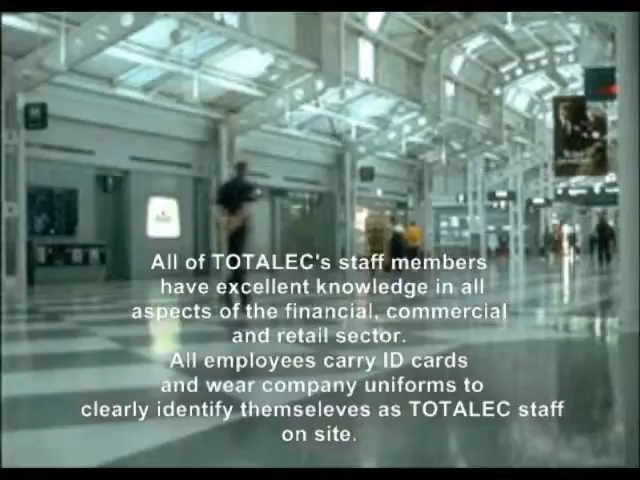 All of TOTALEC's staff members
have excellent knowledge in all
aspects of the financial, commercial
and retail sector.
All employees carry ID cards
and wear company uniforms to
clearly identify themseleves as TOTALEC staff
on site.